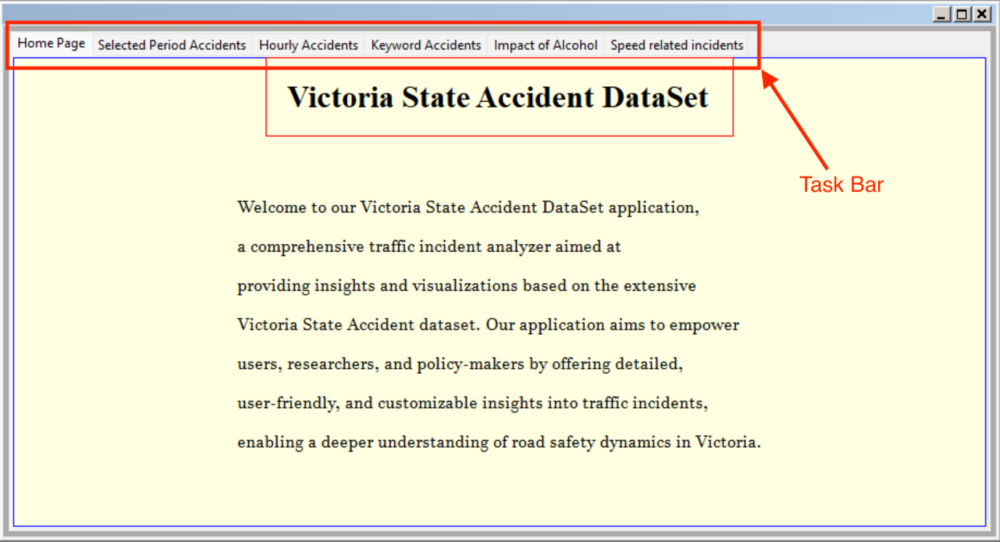 Home Page Selected Period Accidents Hourly Accidents Keyword Accidents Impact of Alcohol Speed related incidents
Victoria State Accident DataSet
Task Bar
Welcome to our Victoria State Accident DataSet application,
a comprehensive traffic incident analyzer aimed at
providing insights and visualizations based on the extensive
Victoria State Accident dataset. Our application aims to empower
users, researchers, and policy-makers by offering detailed,
user-friendly, and customizable insights into traffic incidents,
enabling a deeper understanding of road safety dynamics in Victoria.